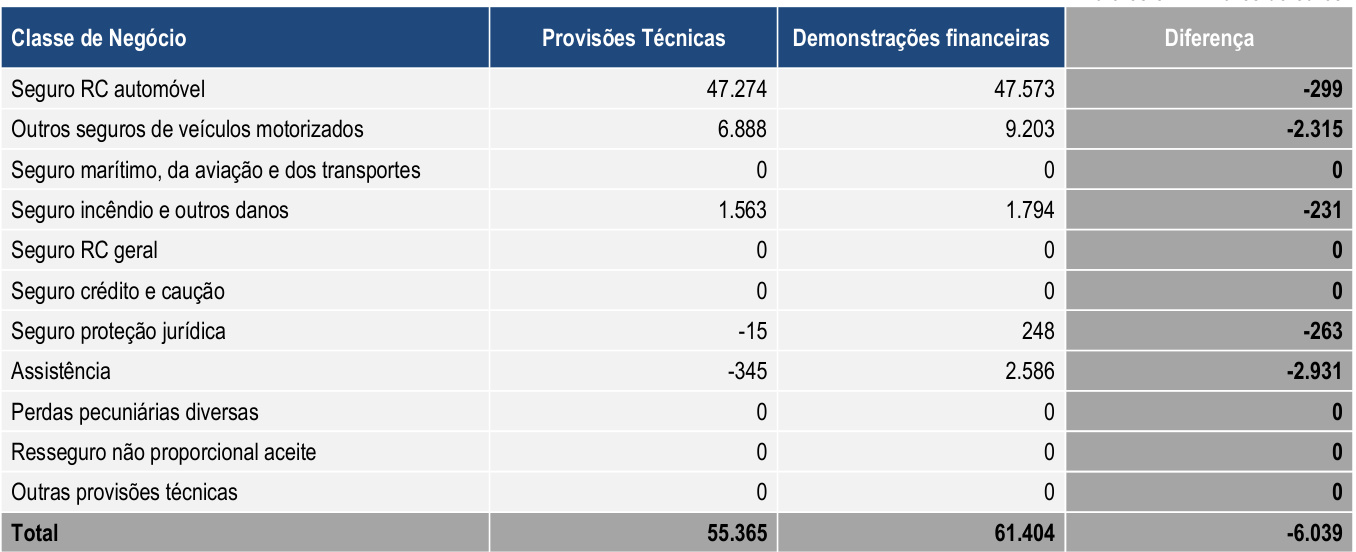 Classe de Negócio Provisões Técnicas Demonstrações financeiras Diferença
Seguro RC automóvel 47.274 47.573 -299
Outros seguros de veículos motorizados 6.888 9.203 -2.315
Seguro marítimo, da aviação e dos transportes 0 0 0
Seguro incêndio e outros danos 1.563 1.794 -231
Seguro RC geral 0 0 0
Seguro crédito e caução 0 0 0
Seguro proteção jurídica -15 248 -263
Assistência -345 2.586 -2.931
Perdas pecuniárias diversas 0 0 0
Resseguro não proporcional aceite 0 0 0
Outras provisões técnicas 0 0 0
Total 55.365 61.404 -6.039